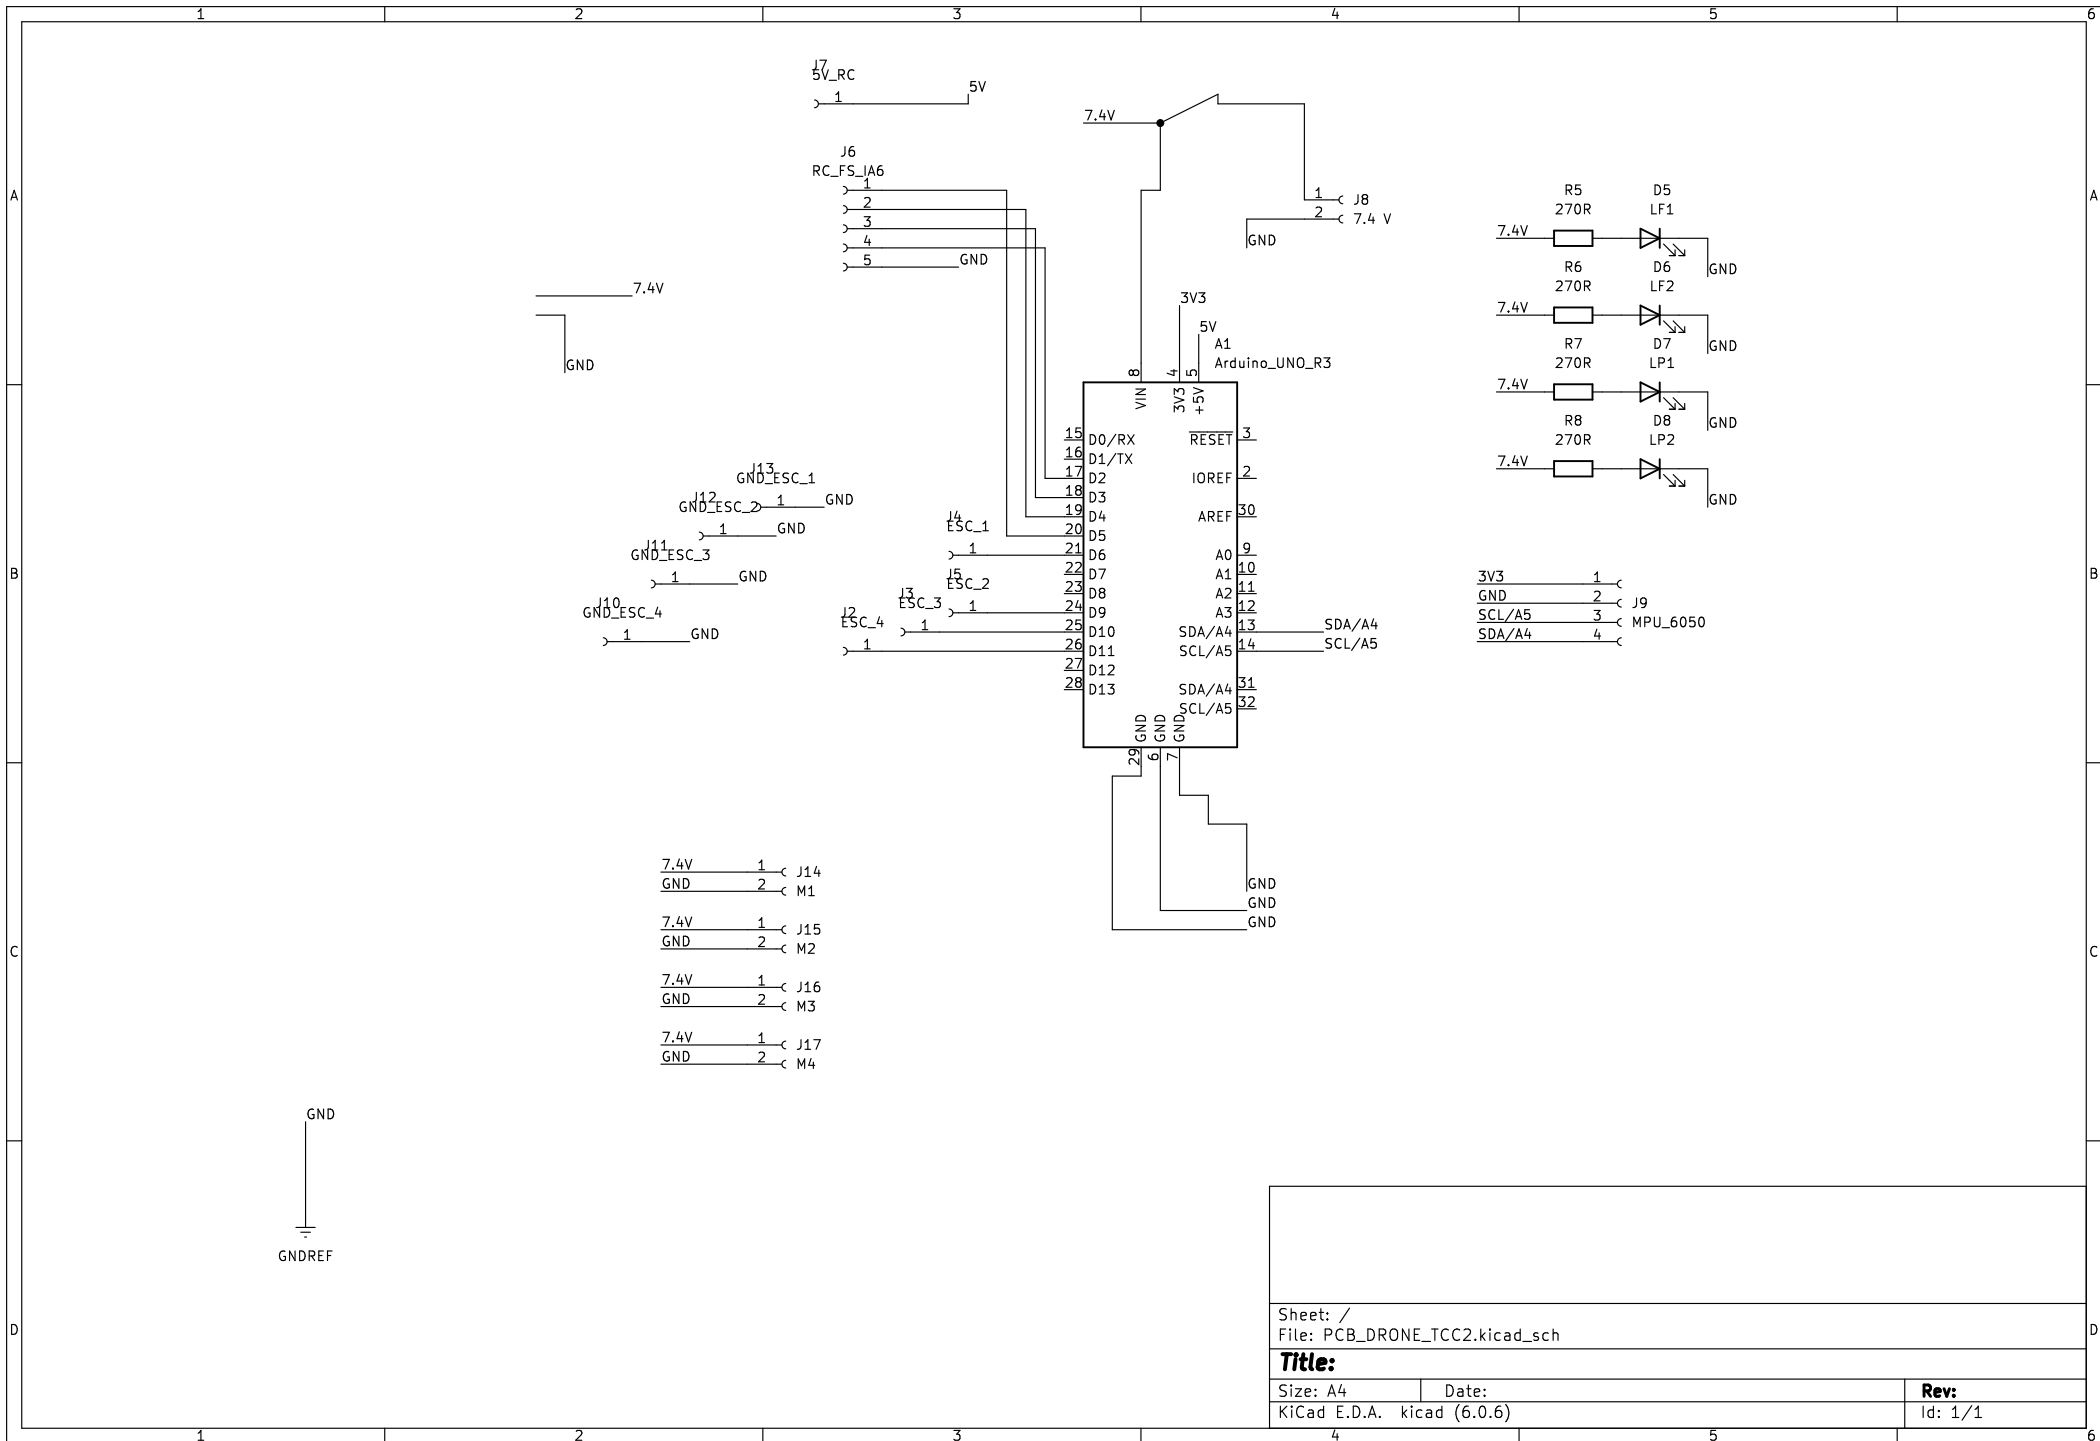 1 2 3 4 5 6
J7
5V_RC
1
5V
7.4V
J6
RC_FS_IA6
1
2
3
4
5
GND
1 J8
2 7.4 V
GND
A
A
7.4V
GND
R5 D5
270R LF1
7.4V
GND
R6 D6
270R LF2
7.4V
GND
R7 D7
270R LP1
7.4V
GND
R8 D8
270R LP2
7.4V
GND
3V3
5V
A1
Arduino_UNO_R3
8 4 5
VIN 3V3 +5V
15 D0/RX
16 D1/TX
17 D2
18 D3
19 D4
20 D5
21 D6
22 D7
23 D8
24 D9
25 D10
26 D11
27 D12
28 D13
RESET 3
IOREF 2
AREF 30
A0 9
A1 10
A2 11
A3 12
SDA/A4 13 SDA/A4
SCL/A5 14 SCL/A5
SDA/A4 31
SCL/A5 32
GND GND GND
29 6 7
GND
GND
GND
J13
GND_ESC_1
1 GND
J12
GND_ESC_2
1 GND
J11
GND_ESC_3
1 GND
J10
GND_ESC_4
1 GND
J4
ESC_1
1
J5
ESC_2
1
J3
ESC_3
1
J2
ESC_4
1
B
B
3V3 1
GND 2 J9
SCL/A5 3 MPU_6050
SDA/A4 4
7.4V 1 J14
GND 2 M1
7.4V 1 J15
GND 2 M2
7.4V 1 J16
GND 2 M3
7.4V 1 J17
GND 2 M4
C
C
GND
GNDREF
D
D
Sheet: /
File: PCB_DRONE_TCC2.kicad_sch
Title:
Size: A4 Date: Rev:
KiCad E.D.A. kicad (6.0.6) Id: 1/1
1 2 3 4 5 6